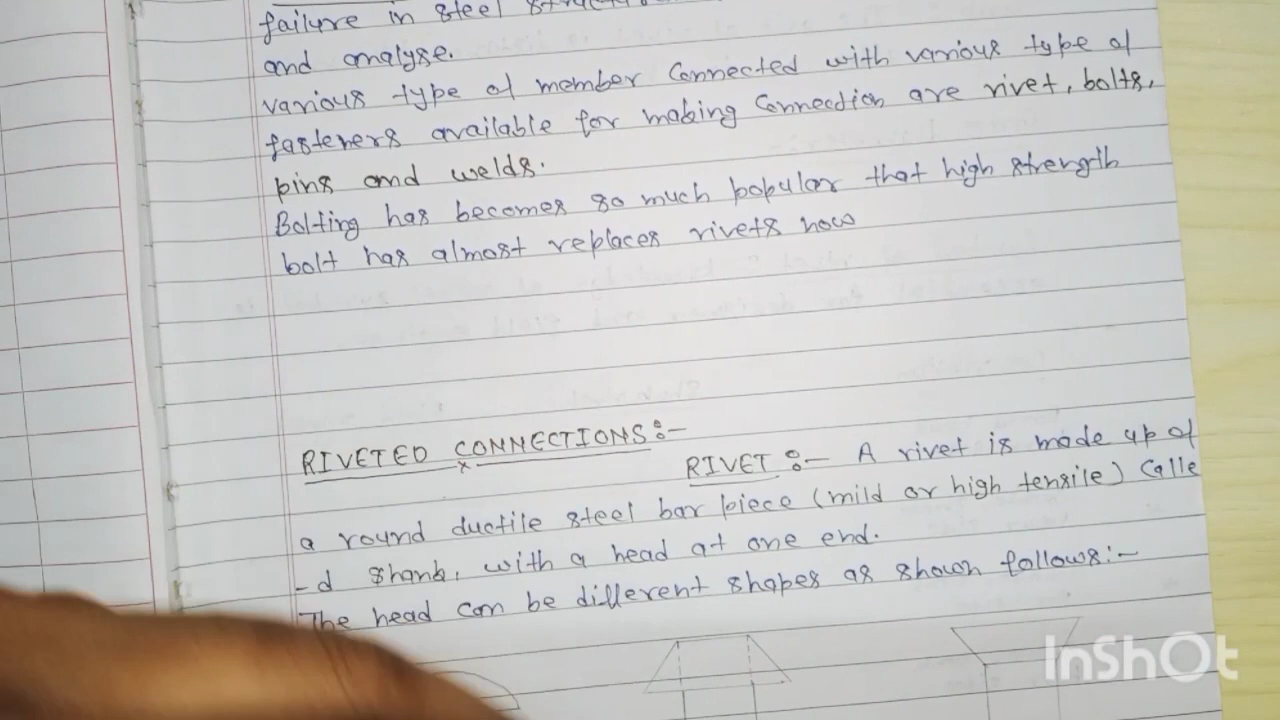 failure in steel
and analyse.
various type of member Connected with various type of
fasteners available for making Connection are rivet, bolts,
pins and welds.
Bolting has becomes so much popular that high strength
bolt has almost replaces rivets now
RIVETED CONNECTIONS:-
RIVET :- A rivet is made up of
a round ductile steel bar piece (mild or high tensile) Calle
-d shank, with a head at one end.
The head can be different shapes as shown follows:-
InShOt